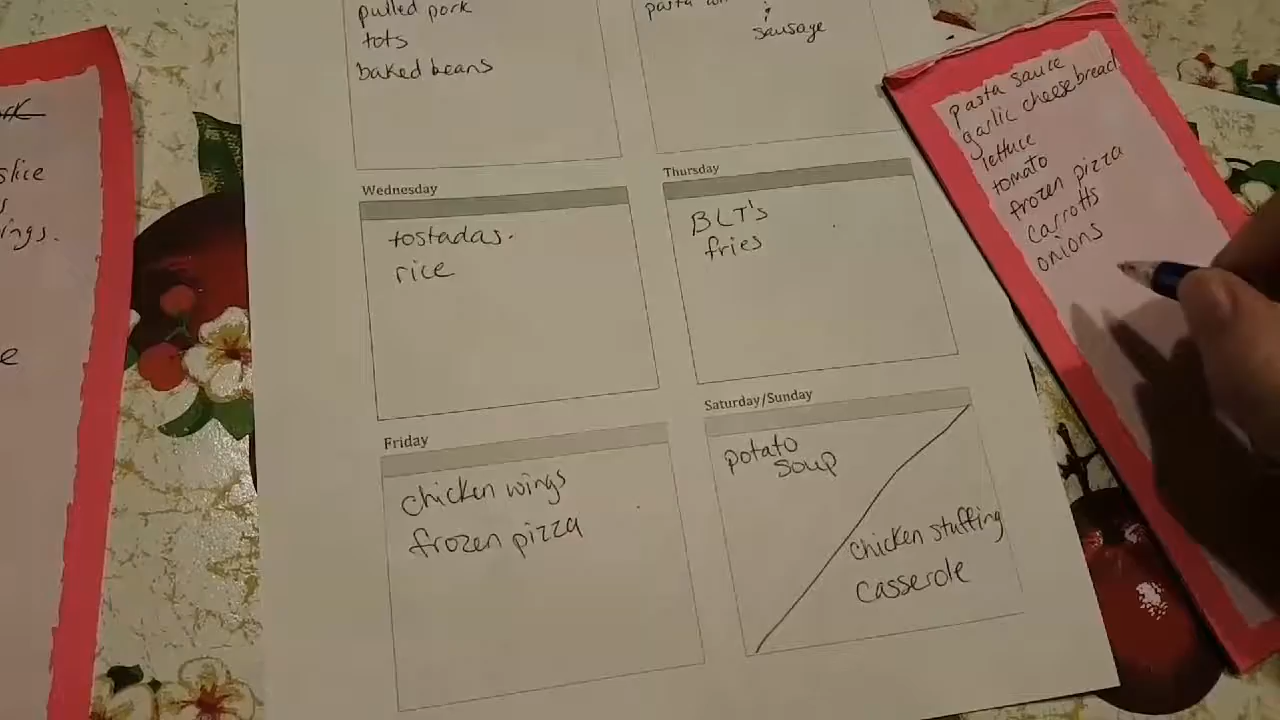 pulled pork
tots
baked beans
pasta
sausage
Wednesday
tostadas.
rice
Thursday
BLT's
fries
Friday
chicken wings
frozen pizza
Saturday/Sunday
potato
soup
chicken stuffing
casserole
pasta sauce
garlic cheese bread
lettuce
tomato
frozen pizza
carrotts
onions
slice